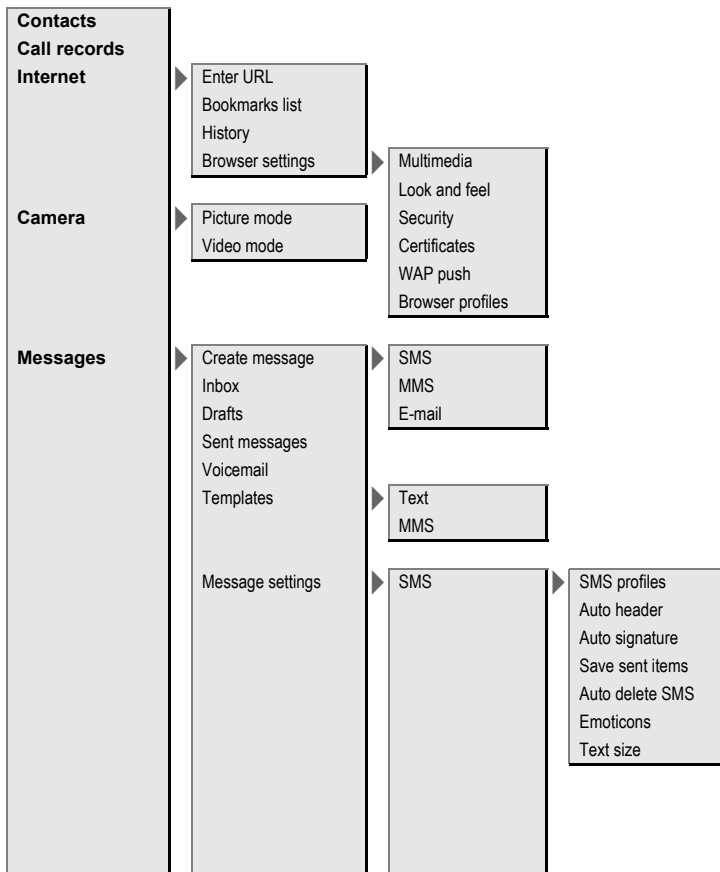 Contacts
Call records
Internet
Enter URL
Bookmarks list
History
Browser settings
Multimedia
Look and feel
Security
Certificates
WAP push
Browser profiles
Camera
Picture mode
Video mode
Messages
Create message
SMS
MMS
E-mail
Inbox
Drafts
Sent messages
Voicemail
Templates
Text
MMS
Message settings
SMS
SMS profiles
Auto header
Auto signature
Save sent items
Auto delete SMS
Emoticons
Text size